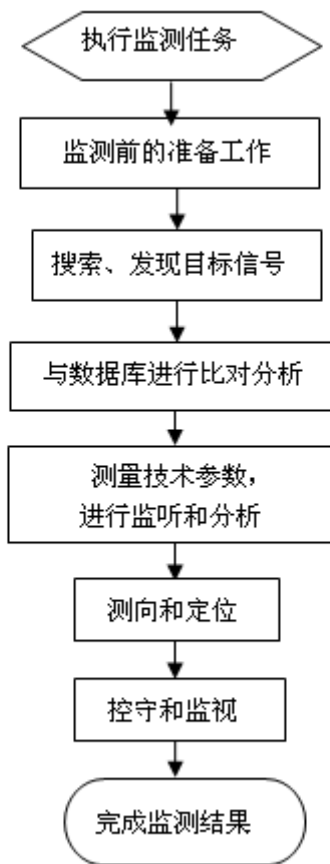 执行监测任务
监测前的准备工作
搜索、发现目标信号
与数据库进行比对分析
测量技术参数，
进行监听和分析
测向和定位
控守和监视
完成监测结果